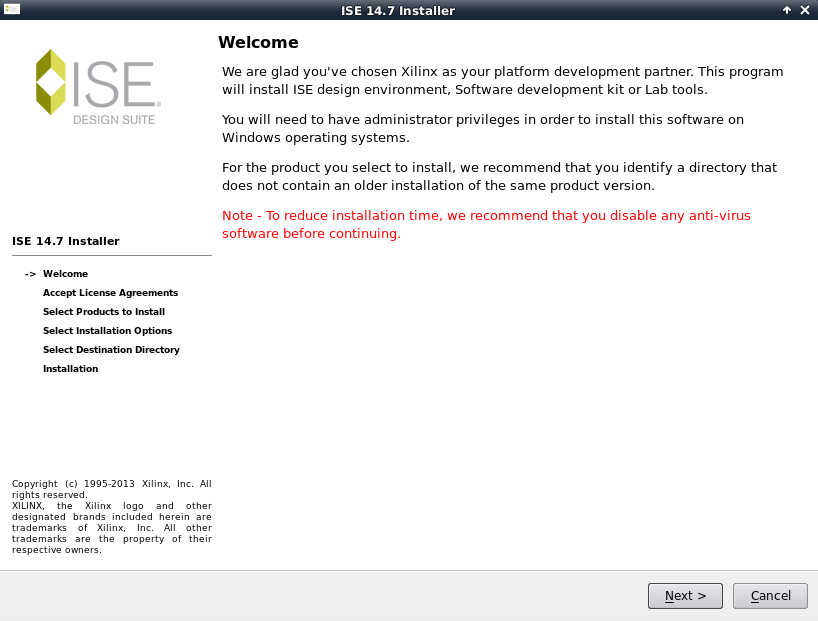 ISE 14.7 Installer
ISE
DESIGN SUITE
ISE 14.7 Installer
-> Welcome
Accept License Agreements
Select Products to Install
Select Installation Options
Select Destination Directory
Installation
Copyright (c) 1995-2013 Xilinx, Inc. All
rights reserved.
XILINX, the Xilinx logo and other
designated brands included herein are
trademarks of Xilinx, Inc. All other
trademarks are the property of their
respective owners.
Welcome
We are glad you've chosen Xilinx as your platform development partner. This program
will install ISE design environment, Software development kit or Lab tools.
You will need to have administrator privileges in order to install this software on
Windows operating systems.
For the product you select to install, we recommend that you identify a directory that
does not contain an older installation of the same product version.
Note - To reduce installation time, we recommend that you disable any anti-virus
software before continuing.
Next >
Cancel